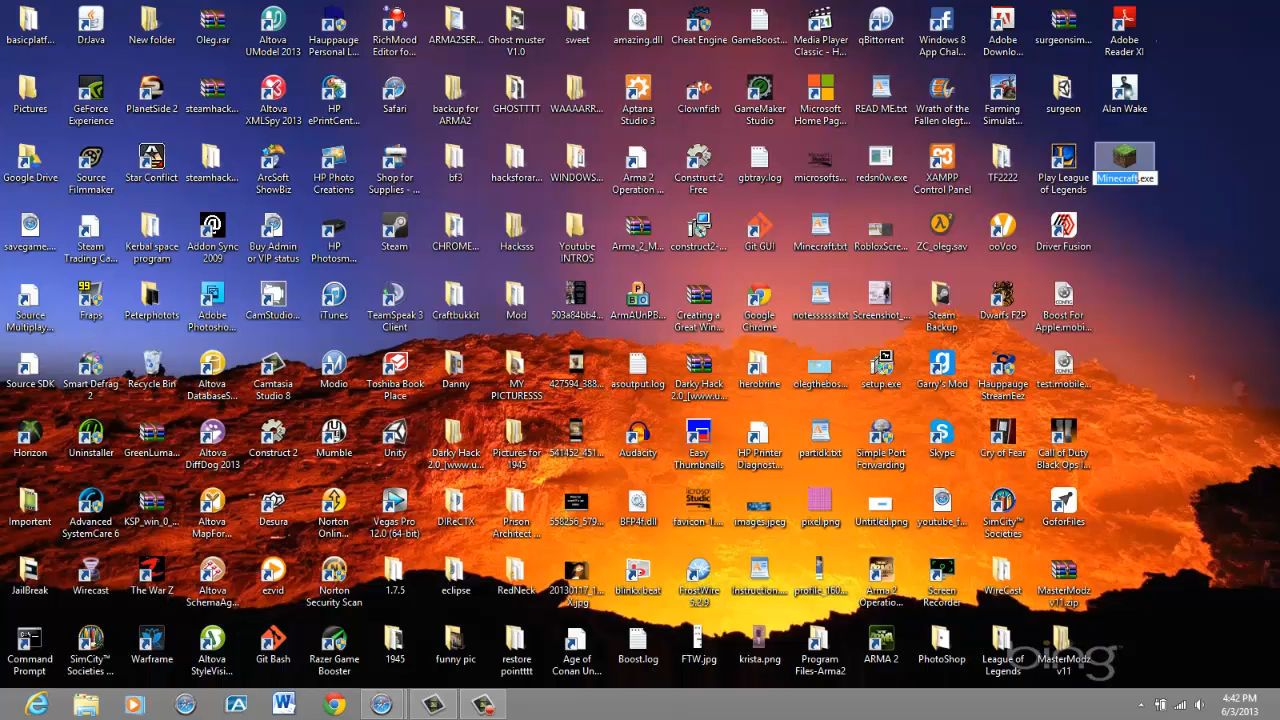 basicplatf...
DrJava
New folder
Oleg.rar
Altova
UModel 2013
Hauppaug...
Personal L...
RichMood
Editor fo...
ARMA2SER...
Ghost muster
V1.0
sweet
amazing.dll
Cheat Engine
GameBoost...
Media Player
Classic - H...
qBittorrent
Windows 8
App Chal...
Adobe
Downlo...
surgeonsim...
Adobe
Reader XI
Pictures
GeForce
Experience
PlanetSide 2
steamhack...
Altova
XMLSpy 2013
HP
ePrintCent...
Safari
backup for
ARMA2
GHOSTTTT
WAAAARR...
Aptana
Studio 3
Clownfish
GameMaker
Studio
Microsoft
Home Pag...
READ ME.txt
Wrath of the
Fallen olegt...
Farming
Simulat...
surgeon
Alan Wake
Google Drive
Source
Filmmaker
Star Conflict
steamhack...
ArcSoft
ShowBiz
HP Photo
Creations
Shop for
Supplies - ...
bf3
hacksforar...
WINDOWS...
Arma 2
Operation ...
Construct 2
Free
gbtray.log
microsofts...
redsn0w.exe
XAMPP
Control Panel
TF2222
Play League
of Legends
Minecraft.exe
savegame....
Steam
Trading Ca...
Kerbal space
program
Addon Sync
2009
Buy Admin
or VIP status
HP
Photosm...
Steam
CHROME...
Hacksss
Youtube
INTROS
Arma_2_M...
construct2-...
Git GUI
Minecraft.txt
RobloxScre...
ZC_oleg.sav
ooVoo
Driver Fusion
Source
Multiplay...
Fraps
Peterphotots
Adobe
Photosho...
CamStudio...
iTunes
TeamSpeak 3
Client
Craftbukkit
Mod
503a84bb4...
ArmAUnPB...
Creating a
Great Win...
Google
Chrome
notessssss.txt
Screenshot_...
Steam
Backup
Dwarfs F2P
Boost For
Apple.mobi...
Source SDK
Smart Defrag
2
Recycle Bin
Altova
DatabaseS...
Camtasia
Studio 8
Modio
Toshiba Book
Place
Danny
MY
PICTURESSS
427594_388...
asoutput.log
Darky Hack
2.0_[www.u...
herobrine
olegthebos...
setup.exe
Garry's Mod
Hauppauge
StreamEez
test.mobile...
Horizon
Uninstaller
GreenLuma...
Altova
DiffDog 2013
Construct 2
Mumble
Unity
Darky Hack
2.0_[www.u...
Pictures for
1945
541452_451...
Audacity
Easy
Thumbnails
HP Printer
Diagnost...
partidk.txt
Simple Port
Forwarding
Skype
Cry of Fear
Call of Duty
Black Ops I...
Importent
Advanced
SystemCare 6
KSP_win_0_...
Altova
MapFor...
Desura
Norton
Online...
Vegas Pro
12.0 (64-bit)
DIReCTX
Prison
Architect ...
558256_579...
BFP4f.dll
favicon-1...
images.jpeg
pixel.png
Untitled.png
youtube_f...
SimCity™
Societies
GoforFiles
JailBreak
Wirecast
The War Z
Altova
SchemaAg...
ezvid
Norton
Security Scan
1.7.5
eclipse
RedNeck
20130117_1...
X.jpg
blinkx beat
FrostWire
5.2.9
Instruction....
profile_160...
Arma 2
Operatio...
Screen
Recorder
WireCast
MasterModz
v11.zip
Command
Prompt
SimCity™
Societies ...
Warframe
Altova
StyleVisi...
Git Bash
Razer Game
Booster
1945
funny pic
restore
pointttt
Age of
Conan Un...
Boost.log
FTW.jpg
krista.png
Program
Files-Arma2
ARMA 2
PhotoShop
League of
Legends
MasterModz
v11
bing
4:42 PM
6/3/2013